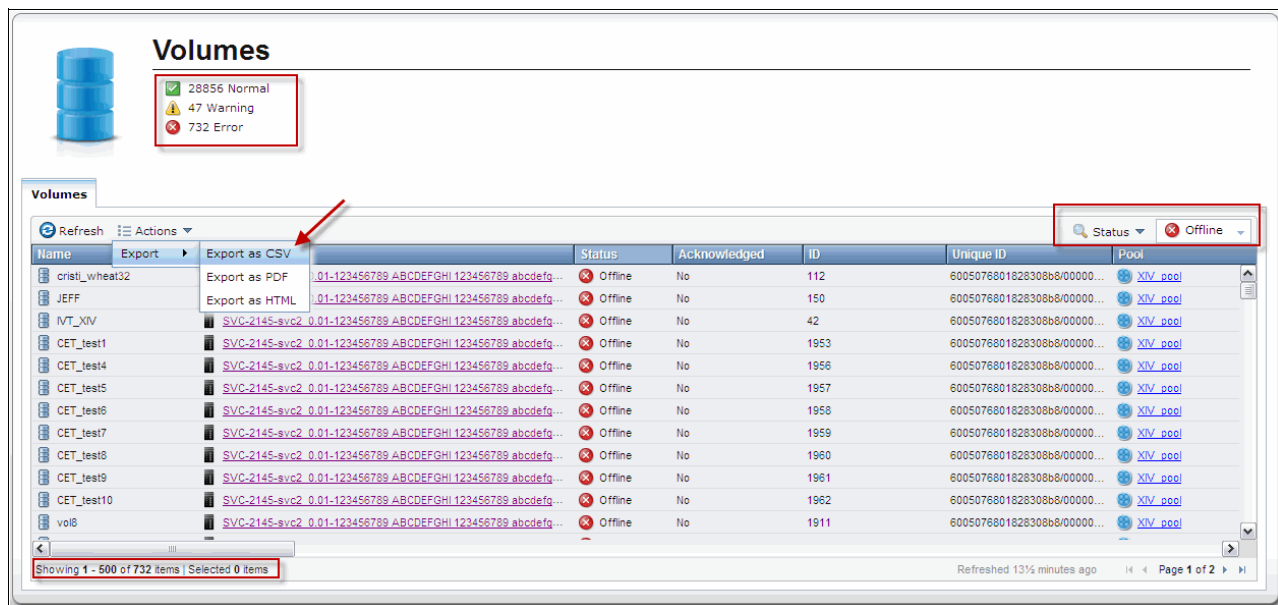 Volumes
28856 Normal
47 Warning
732 Error
Volumes
Refresh Actions Status Offline
Name Export Export as CSV Status Acknowledged ID Unique ID Pool
cristi_wheat32 Export as PDF 0.01-123456789 ABCDEFGHI 123456789 abcdefg... Offline No 112 6005076801828308b8/00000... XIV_pool
JEFF Export as HTML .01-123456789 ABCDEFGHI 123456789 abcdefg... Offline No 150 6005076801828308b8/00000... XIV_pool
IVT_XIV SVC-2145-svc2_0.01-123456789 ABCDEFGHI 123456789 abcdefg... Offline No 42 6005076801828308b8/00000... XIV_pool
CET_test1 SVC-2145-svc2_0.01-123456789 ABCDEFGHI 123456789 abcdefg... Offline No 1953 6005076801828308b8/00000... XIV_pool
CET_test4 SVC-2145-svc2_0.01-123456789 ABCDEFGHI 123456789 abcdefg... Offline No 1956 6005076801828308b8/00000... XIV_pool
CET_test5 SVC-2145-svc2_0.01-123456789 ABCDEFGHI 123456789 abcdefg... Offline No 1957 6005076801828308b8/00000... XIV_pool
CET_test6 SVC-2145-svc2_0.01-123456789 ABCDEFGHI 123456789 abcdefg... Offline No 1958 6005076801828308b8/00000... XIV_pool
CET_test7 SVC-2145-svc2_0.01-123456789 ABCDEFGHI 123456789 abcdefg... Offline No 1959 6005076801828308b8/00000... XIV_pool
CET_test8 SVC-2145-svc2_0.01-123456789 ABCDEFGHI 123456789 abcdefg... Offline No 1960 6005076801828308b8/00000... XIV_pool
CET_test9 SVC-2145-svc2_0.01-123456789 ABCDEFGHI 123456789 abcdefg... Offline No 1961 6005076801828308b8/00000... XIV_pool
CET_test10 SVC-2145-svc2_0.01-123456789 ABCDEFGHI 123456789 abcdefg... Offline No 1962 6005076801828308b8/00000... XIV_pool
vol8 SVC-2145-svc2_0.01-123456789 ABCDEFGHI 123456789 abcdefg... Offline No 1911 6005076801828308b8/00000... XIV_pool
Showing 1 - 500 of 732 items | Selected 0 items Refreshed 13½ minutes ago Page 1 of 2